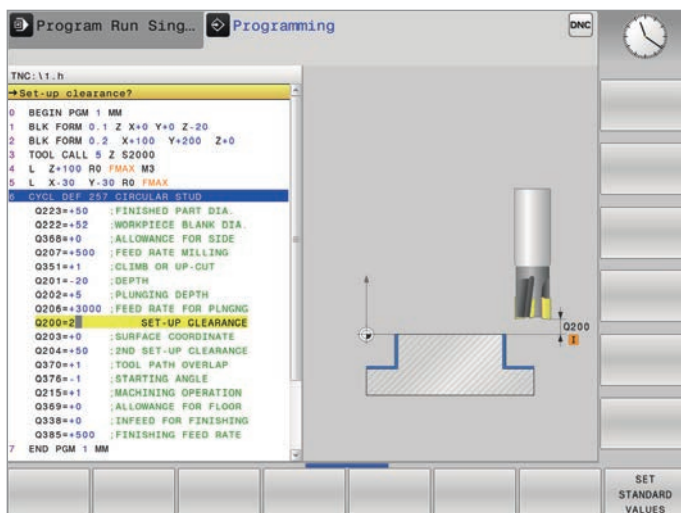 Program Run Sing... Programming DNC
TNC:\1.h
→Set-up clearance?
0 BEGIN PGM 1 MM
1 BLK FORM 0.1 Z X+0 Y+0 Z-20
2 BLK FORM 0.2 X+100 Y+200 Z+0
3 TOOL CALL 5 Z S2000
4 L Z+100 R0 FMAX M3
5 L X-30 Y-30 R0 FMAX
6 CYCL DEF 257 CIRCULAR STUD
Q223=+50 ;FINISHED PART DIA.
Q222=+52 ;WORKPIECE BLANK DIA.
Q368=+0 ;ALLOWANCE FOR SIDE
Q207=+500 ;FEED RATE MILLING
Q351=+1 ;CLIMB OR UP-CUT
Q201=-20 ;DEPTH
Q202=+5 ;PLUNGING DEPTH
Q206=+3000 ;FEED RATE FOR PLNGNG
Q200=2 SET-UP CLEARANCE
Q203=+0 ;SURFACE COORDINATE
Q204=+50 ;2ND SET-UP CLEARANCE
Q370=+1 ;TOOL PATH OVERLAP
Q376=-1 ;STARTING ANGLE
Q215=+1 ;MACHINING OPERATION
Q369=+0 ;ALLOWANCE FOR FLOOR
Q338=+0 ;INFEED FOR FINISHING
Q385=+500 ;FINISHING FEED RATE
7 END PGM 1 MM
Q200
I
SET
STANDARD
VALUES